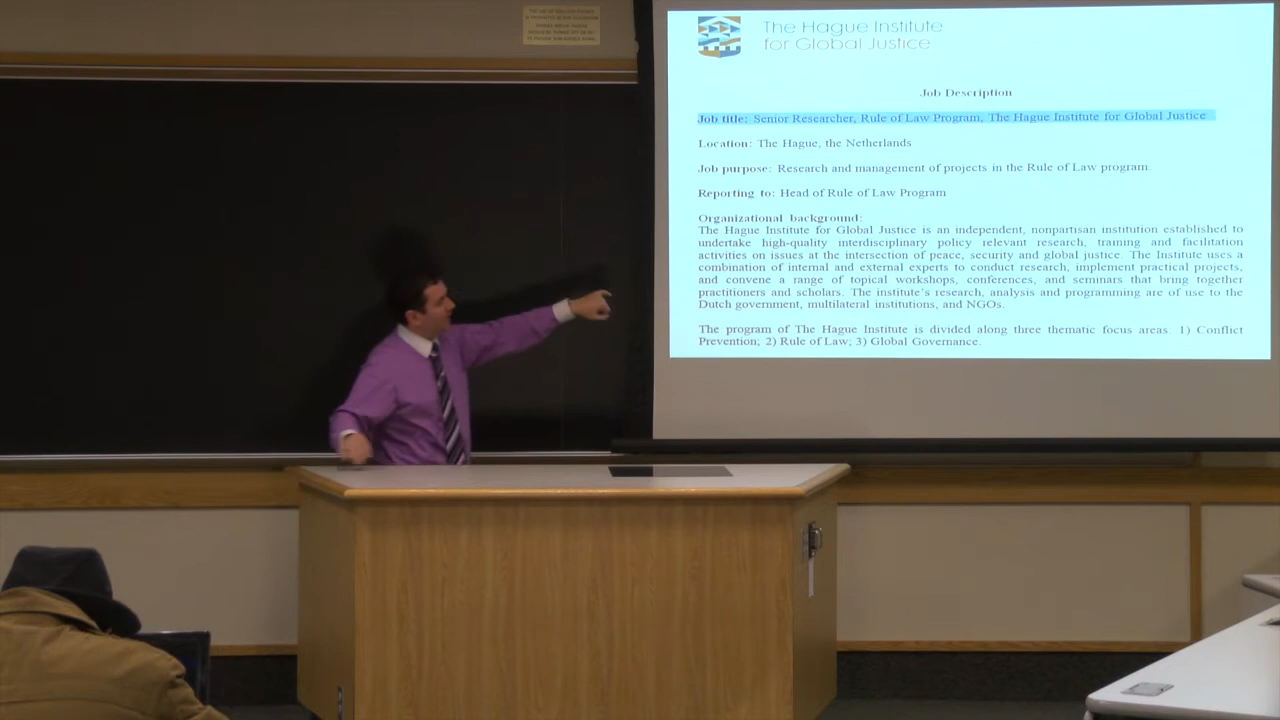 The Hague Institute
for Global Justice
Job Description
Job title: Senior Researcher, Rule of Law Program, The Hague Institute for Global Justice
Location: The Hague, the Netherlands
Job purpose: Research and management of projects in the Rule of Law program.
Reporting to: Head of Rule of Law Program
Organizational background:
The Hague Institute for Global Justice is an independent, nonpartisan institution established to
undertake high-quality interdisciplinary policy relevant research, training and facilitation
activities on issues at the intersection of peace, security and global justice. The Institute uses a
combination of internal and external experts to conduct research, implement practical projects,
and convene a range of topical workshops, conferences, and seminars that bring together
practitioners and scholars. The institute's research, analysis and programming are of use to the
Dutch government, multilateral institutions, and NGOs.
The program of The Hague Institute is divided along three thematic focus areas: 1) Conflict
Prevention; 2) Rule of Law; 3) Global Governance.